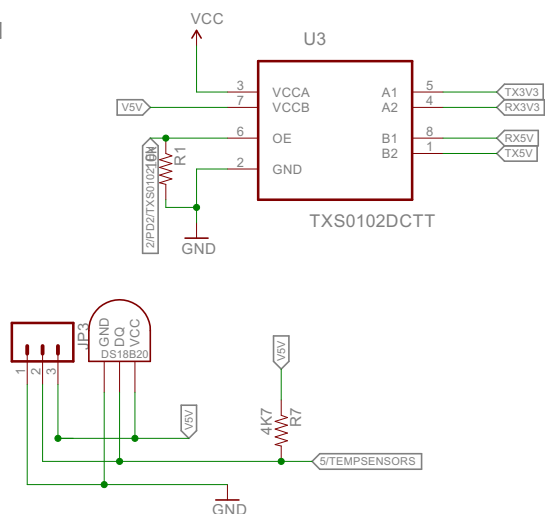 VCC
U3
3
VCCA
A1
5
TX3V3
V5V
7
VCCB
A2
4
RX3V3
6
OE
B1
8
RX5V
2
GND
B2
1
TX5V
R1
GND
TXS0102DCTT
JP3
1
2
3
GND
DQ
VCC
DS18B20
V5V
V5V
4K7
R7
5/TEMPSENSORS
GND